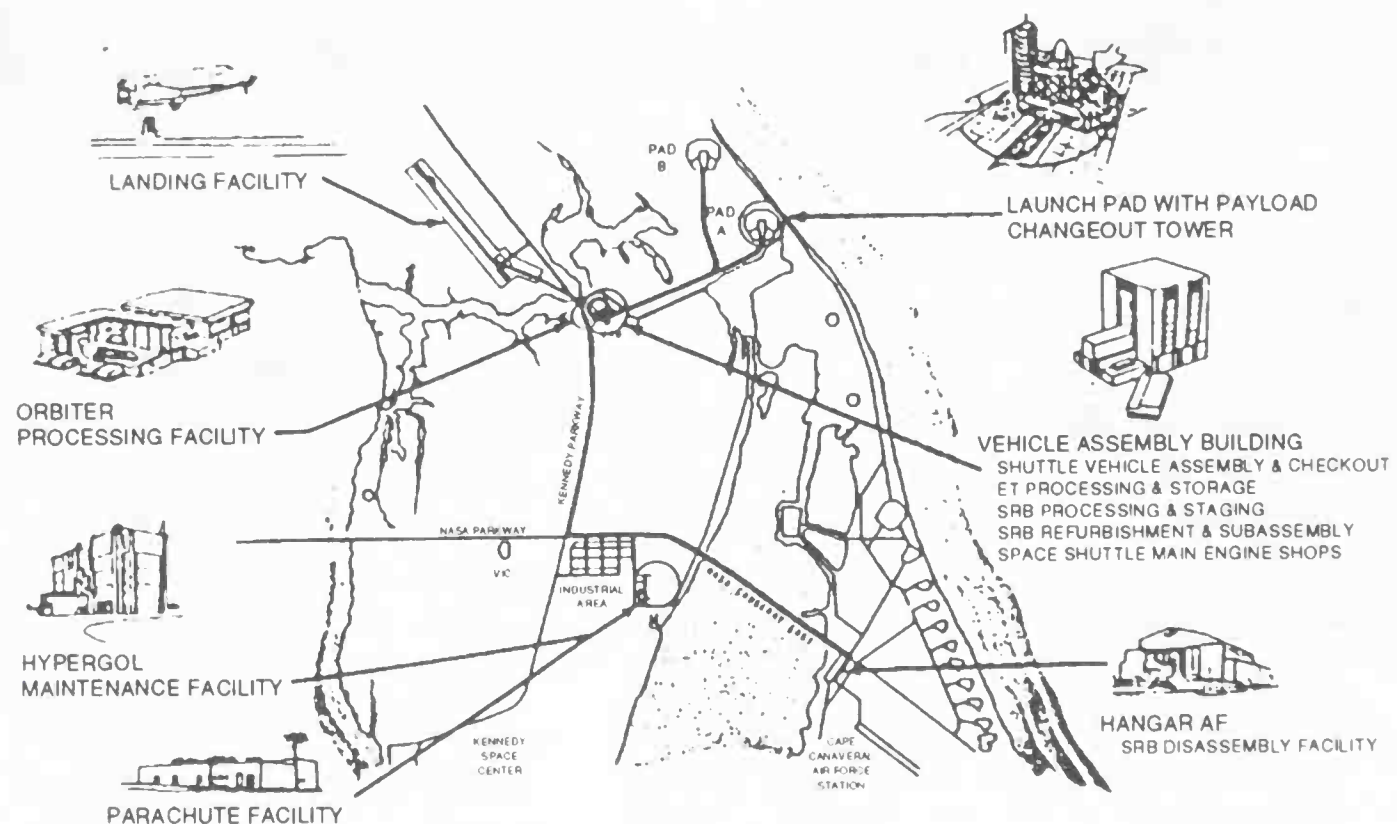 LANDING FACILITY
PAD
B
PAD
A
LAUNCH PAD WITH PAYLOAD
CHANGEOUT TOWER
ORBITER
PROCESSING FACILITY
KENNEDY PARKWAY
VEHICLE ASSEMBLY BUILDING
SHUTTLE VEHICLE ASSEMBLY & CHECKOUT
ET PROCESSING & STORAGE
SRB PROCESSING & STAGING
SRB REFURBISHMENT & SUBASSEMBLY
SPACE SHUTTLE MAIN ENGINE SHOPS
NASA PARKWAY
VIC
INDUSTRIAL
AREA
HYPERGOL
MAINTENANCE FACILITY
HANGAR AF
SRB DISASSEMBLY FACILITY
KENNEDY
SPACE
CENTER
CAPE
CANAVERAL
AIR FORCE
STATION
PARACHUTE FACILITY